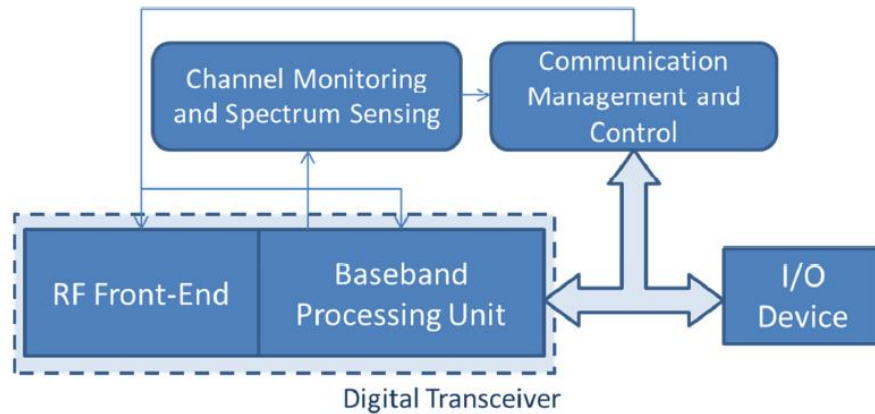 Channel Monitoring
and Spectrum Sensing
Communication
Management and
Control
RF Front-End
Baseband
Processing Unit
I/O
Device
Digital Transceiver